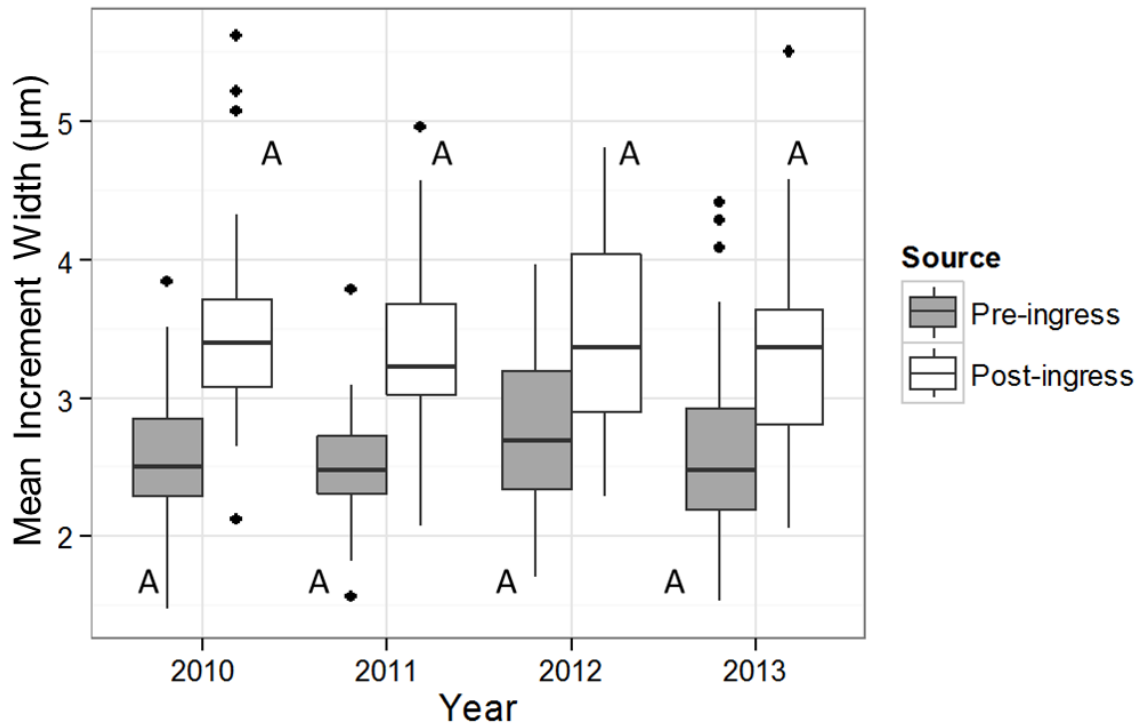 Mean Increment Width (µm)
5
4
3
2
A A A A
A A A A
2010 2011 2012 2013
Year
Source
Pre-ingress
Post-ingress